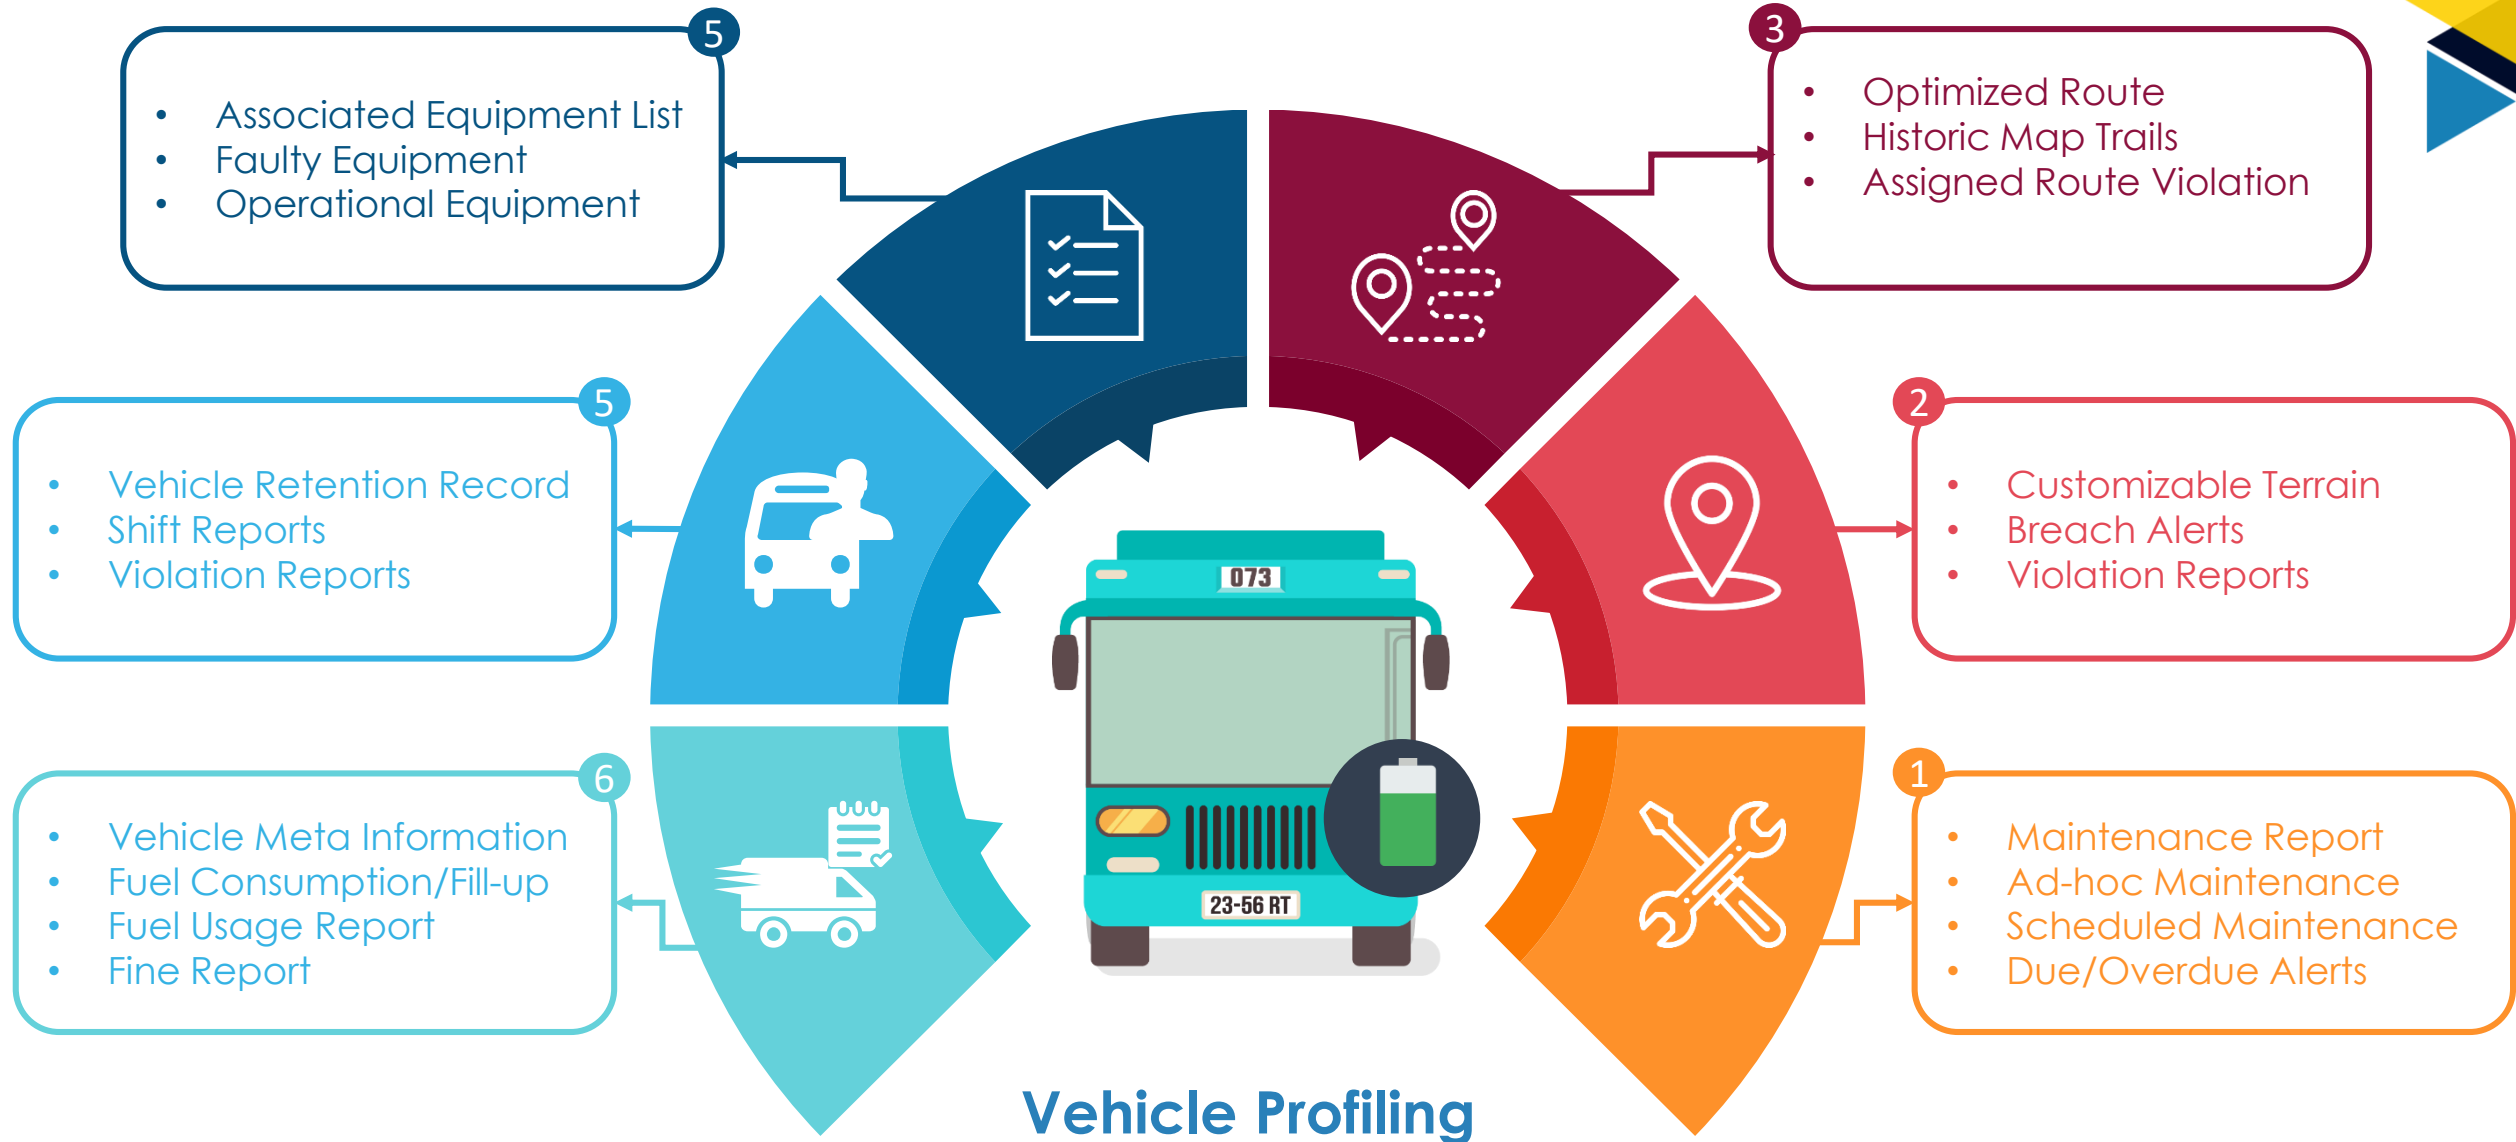 5
• Associated Equipment List
• Faulty Equipment
• Operational Equipment
3
• Optimized Route
• Historic Map Trails
• Assigned Route Violation
5
• Vehicle Retention Record
• Shift Reports
• Violation Reports
2
• Customizable Terrain
• Breach Alerts
• Violation Reports
6
• Vehicle Meta Information
• Fuel Consumption/Fill-up
• Fuel Usage Report
• Fine Report
1
• Maintenance Report
• Ad-hoc Maintenance
• Scheduled Maintenance
• Due/Overdue Alerts
073
23-56 RT
Vehicle Profiling